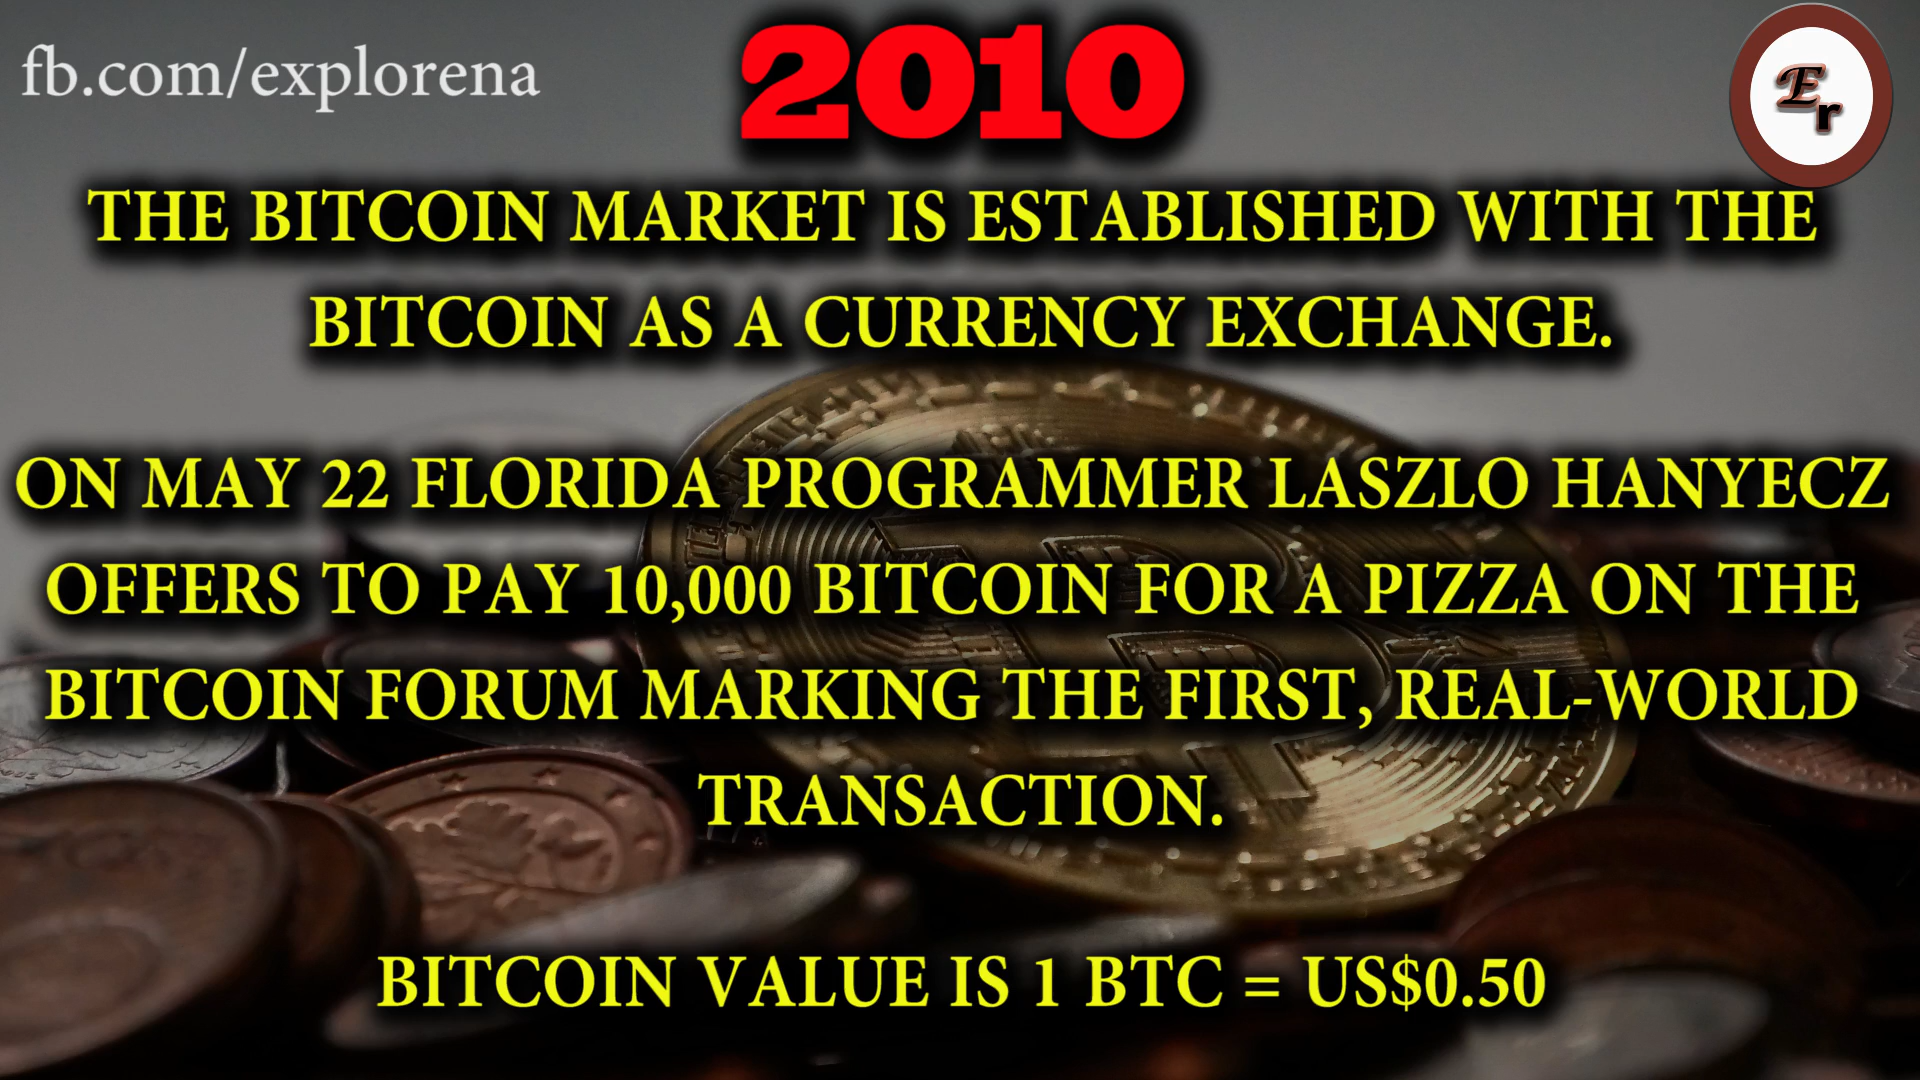 fb.com/explorena
2010
Er
THE BITCOIN MARKET IS ESTABLISHED WITH THE
BITCOIN AS A CURRENCY EXCHANGE.
ON MAY 22 FLORIDA PROGRAMMER LASZLO HANYECZ
OFFERS TO PAY 10,000 BITCOIN FOR A PIZZA ON THE
BITCOIN FORUM MARKING THE FIRST, REAL-WORLD
TRANSACTION.
BITCOIN VALUE IS 1 BTC = US$0.50